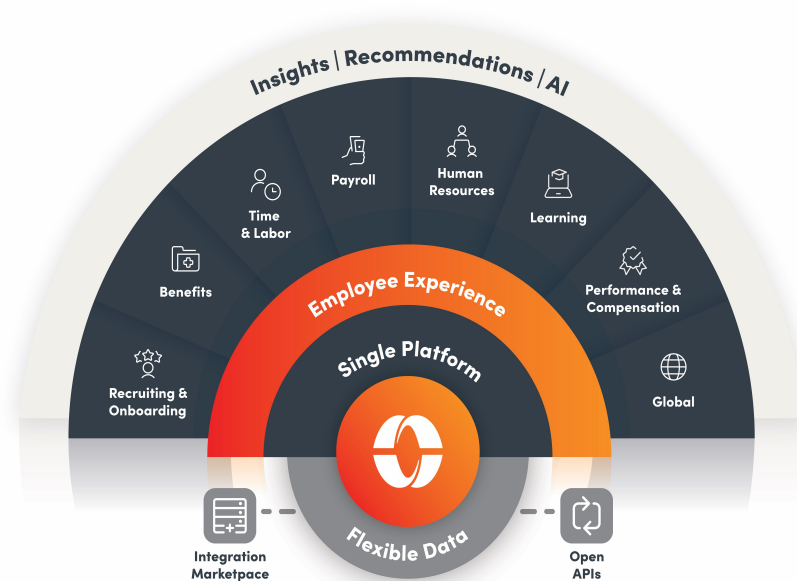 Insights | Recommendations | AI
Payroll
Human
Resources
Time
& Labor
Learning
Benefits
Performance &
Compensation
Recruiting &
Onboarding
Global
Employee Experience
Single Platform
Flexible Data
Integration
Marketpace
Open
APIs